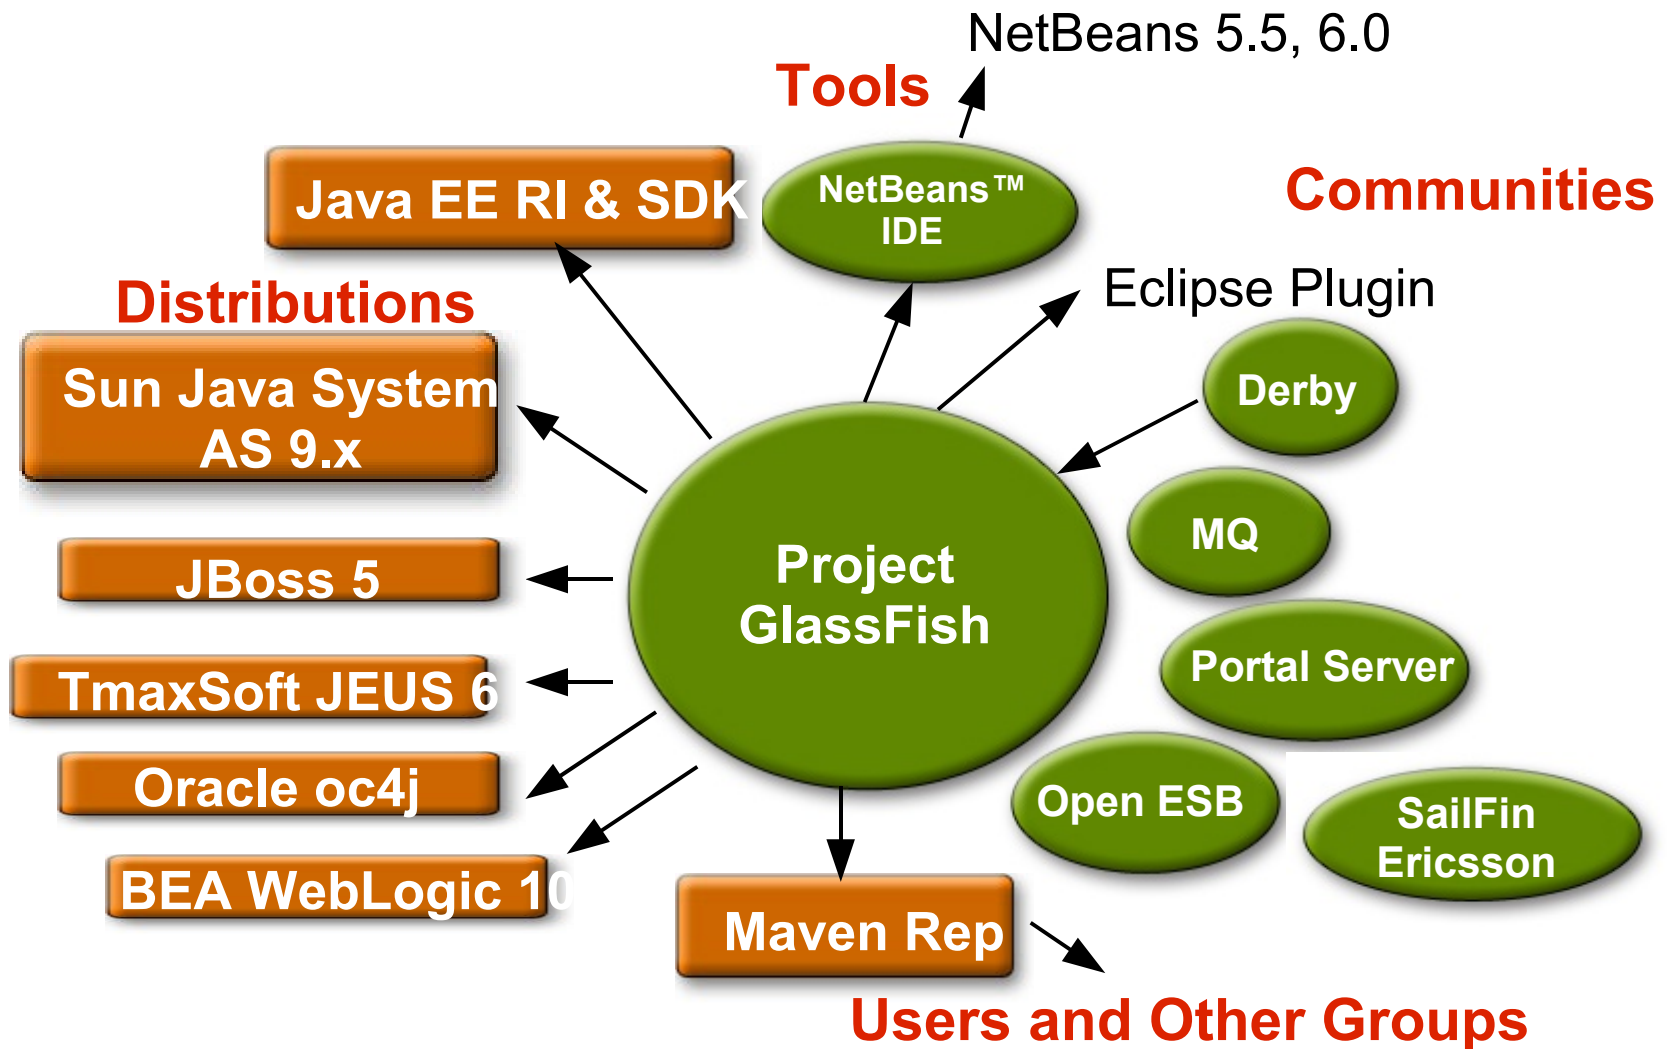 NetBeans 5.5, 6.0
Tools
Java EE RI & SDK
NetBeans™
IDE
Communities
Distributions
Eclipse Plugin
Sun Java System
AS 9.x
Derby
MQ
JBoss 5
Project
GlassFish
Portal Server
TmaxSoft JEUS 6
Oracle oc4j
Open ESB
SailFin
Ericsson
BEA WebLogic 10
Maven Rep
Users and Other Groups